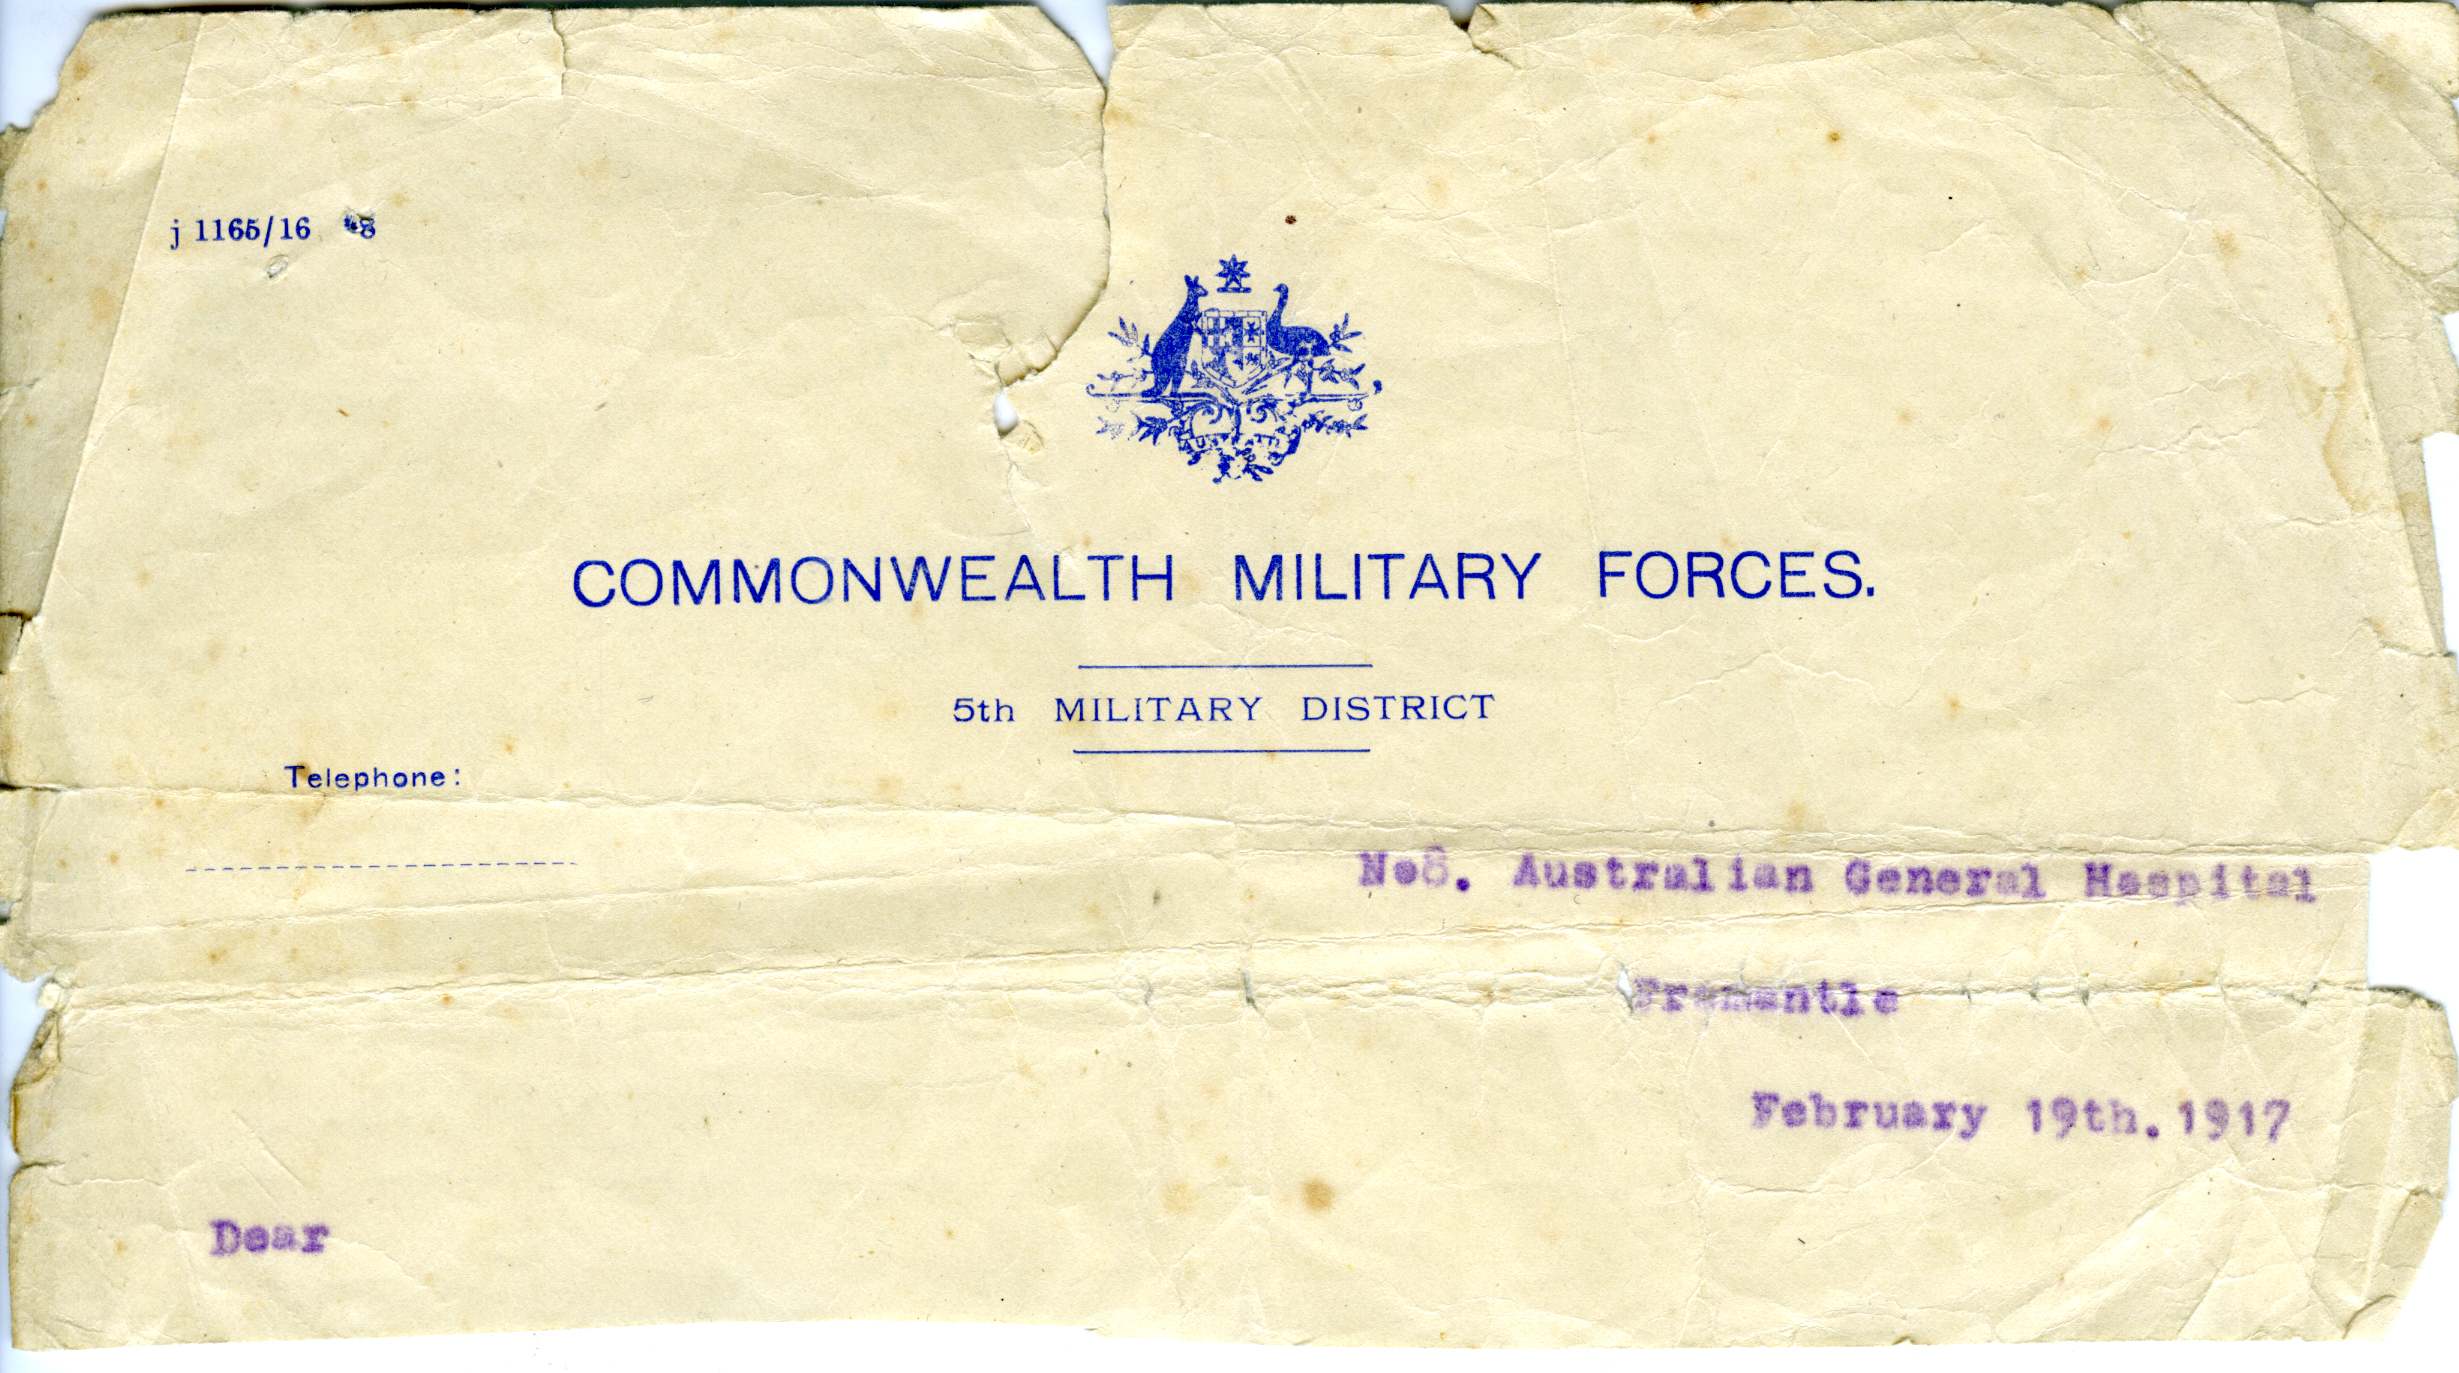 j 1165/16
COMMONWEALTH MILITARY FORCES.
5th MILITARY DISTRICT
Telephone:
No8. Australian General Hospital
Fremantle
February 19th. 1917
Dear